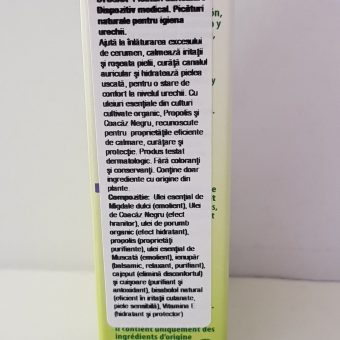 Dispozitiv medical. Picături
naturale pentru igiena
urechii.
Ajută la înlăturarea excesului
de cerumen, calmează iritații
și roșeata pielii, curăță canalul
auricular și hidratează pielea
uscată, pentru o stare de
confort la nivelul urechii. Cu
uleiuri esențiale din culturi
cultivate organic, Propolis și
Coacăz Negru, recunoscute
pentru proprietățile eficiente
de calmare, curățare și
protecție. Produs testat
dermatologic. Fără coloranți
și conservanți. Conține doar
ingrediente cu origine din
plante.
Compoziție: Ulei esențial de
Migdale dulci (emolient), Ulei
de Coacăz Negru (efect
hranilor), ulei de porumb
organic (efect hidratant),
propolis (proprietăți
purifiante), ulei esențial de
Muscată (emolient), ienupăr
(balsamic, relaxant, purifiant),
cajeput (elimină disconfortul)
și cuișoare (purifiant și
antioxidant), bisabolol natural
(eficient în iritații cutanate,
piele sensibilă), Vitamina E
(hidratant și protector)
Il contient uniquement des
ingrédients d'origine